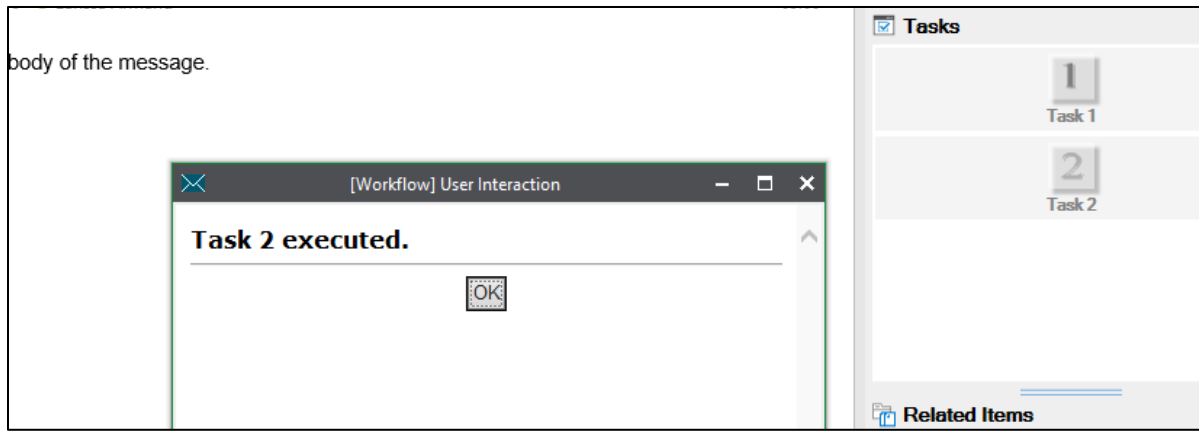 Tasks
body of the message.
1
Task 1
[Workflow] User Interaction
2
Task 2
Task 2 executed.
OK
Related Items